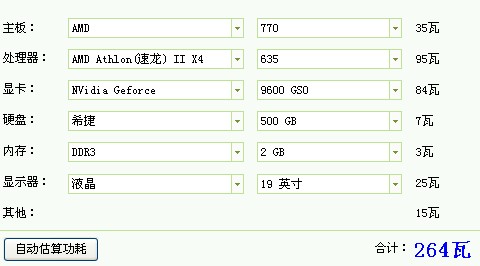 主板： AMD 770 35瓦
处理器： AMD Athlon(速龙) II X4 635 95瓦
显卡： NVidia Geforce 9600 GSO 84瓦
硬盘： 希捷 500 GB 7瓦
内存： DDR3 2 GB 3瓦
显示器： 液晶 19 英寸 25瓦
其他： 15瓦
自动估算功耗 合计： 264瓦